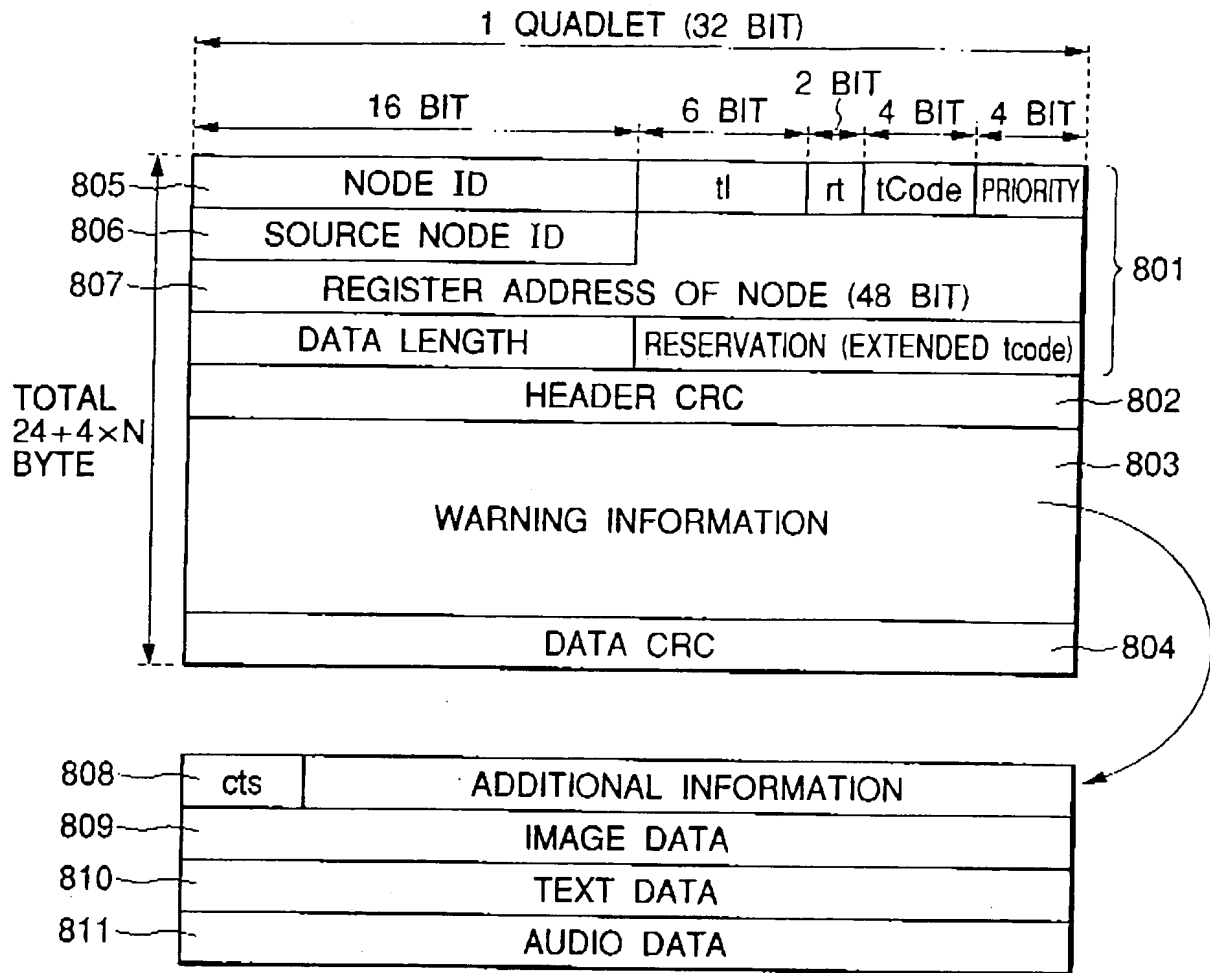 1 QUADLET (32 BIT)
16 BIT 6 BIT 2 BIT 4 BIT 4 BIT
805 NODE ID tl rt tCode PRIORITY
806 SOURCE NODE ID
801
807 REGISTER ADDRESS OF NODE (48 BIT)
DATA LENGTH RESERVATION (EXTENDED tcode)
HEADER CRC 802
TOTAL
24+4×N
BYTE
803
WARNING INFORMATION
DATA CRC 804
808 cts ADDITIONAL INFORMATION
809 IMAGE DATA
810 TEXT DATA
811 AUDIO DATA